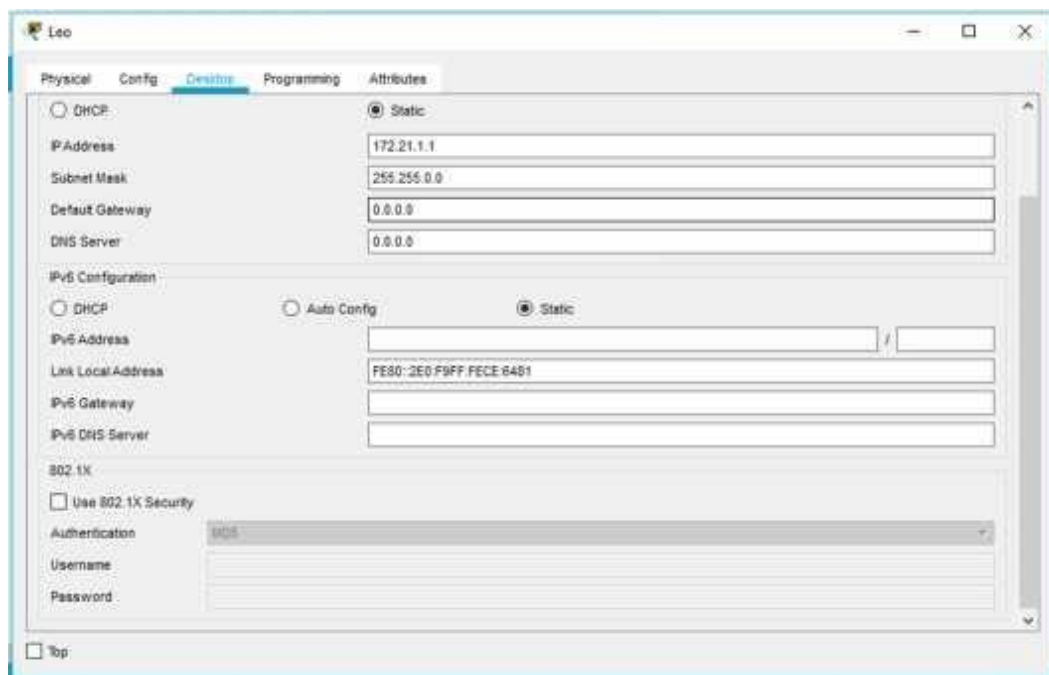 Leo
Physical Config Desktop Programming Attributes
DHCP Static
IP Address 172.21.1.1
Subnet Mask 255.255.0.0
Default Gateway 0.0.0.0
DNS Server 0.0.0.0
IPv6 Configuration
DHCP Auto Config Static
IPv6 Address /
Link Local Address FE80::2E0:F9FF:FECE:6481
IPv6 Gateway
IPv6 DNS Server
802.1X
Use 802.1X Security
Authentication MD5
Username
Password
Top